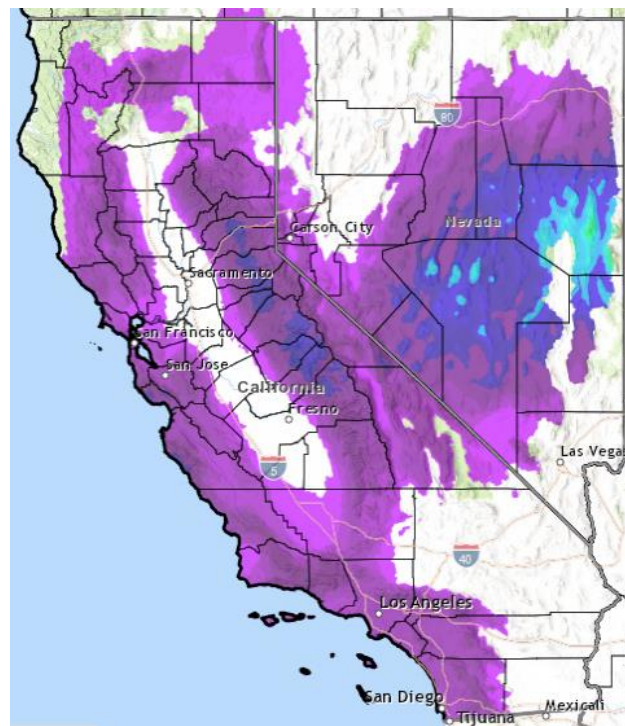 80
Nevada
Carson City
Sacramento
San Francisco
San Jose
California
Fresno
5
Las Vega
40
Los Angeles
San Diego
Mexicali
Tijuana